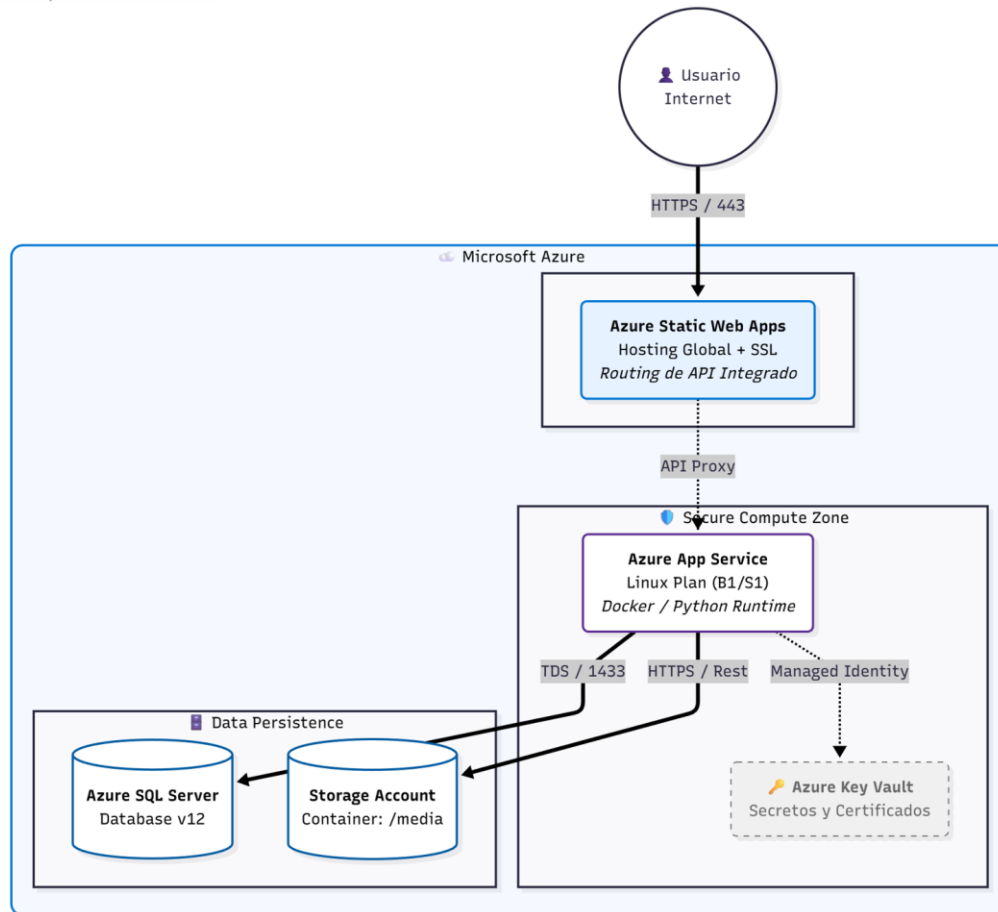 Usuario
Internet
HTTPS / 443
Microsoft Azure
Azure Static Web Apps
Hosting Global + SSL
Routing de API Integrado
API Proxy
Secure Compute Zone
Azure App Service
Linux Plan (B1/S1)
Docker / Python Runtime
TDS / 1433
HTTPS / Rest
Managed Identity
Data Persistence
Azure SQL Server
Database v12
Storage Account
Container: /media
Azure Key Vault
Secretos y Certificados